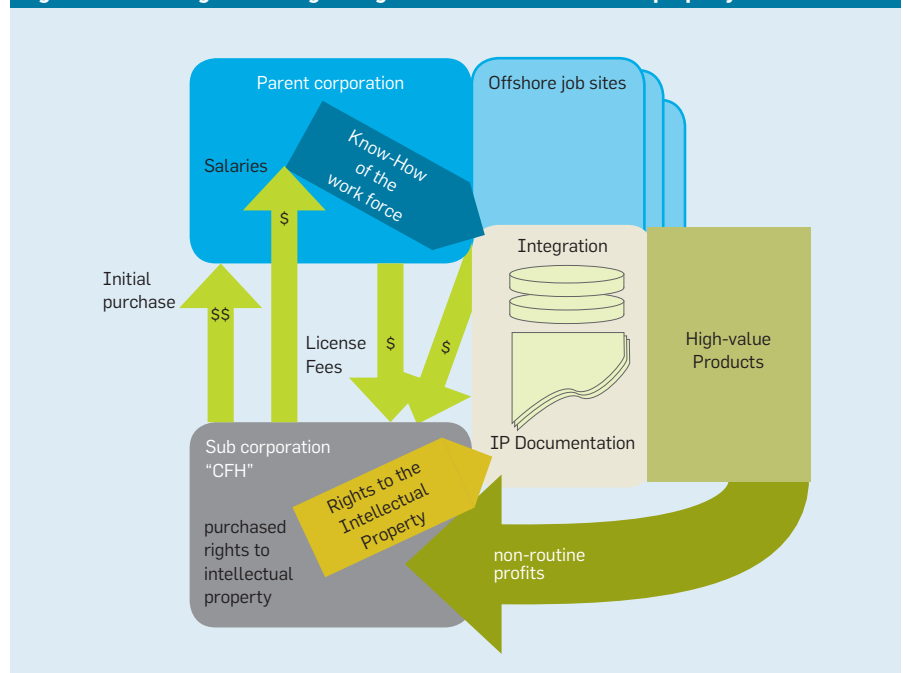 Parent corporation
Offshore job sites
Know-How
of the
work force
Salaries
$
Integration
Initial
purchase
$$
License
Fees
$
$
High-value
Products
IP Documentation
Sub corporation
“CFH”
Rights to the
Intellectual
Property
purchased
rights to
intellectual
property
non-routine
profits